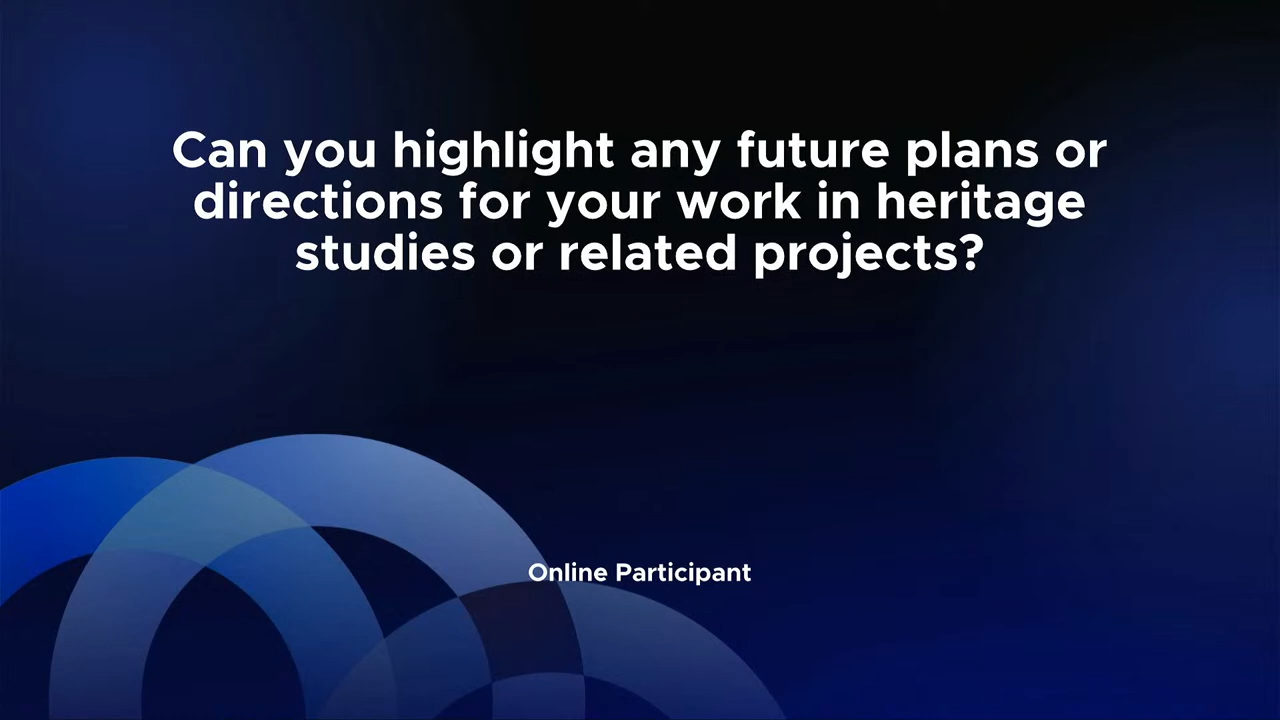 Can you highlight any future plans or
directions for your work in heritage
studies or related projects?
Online Participant